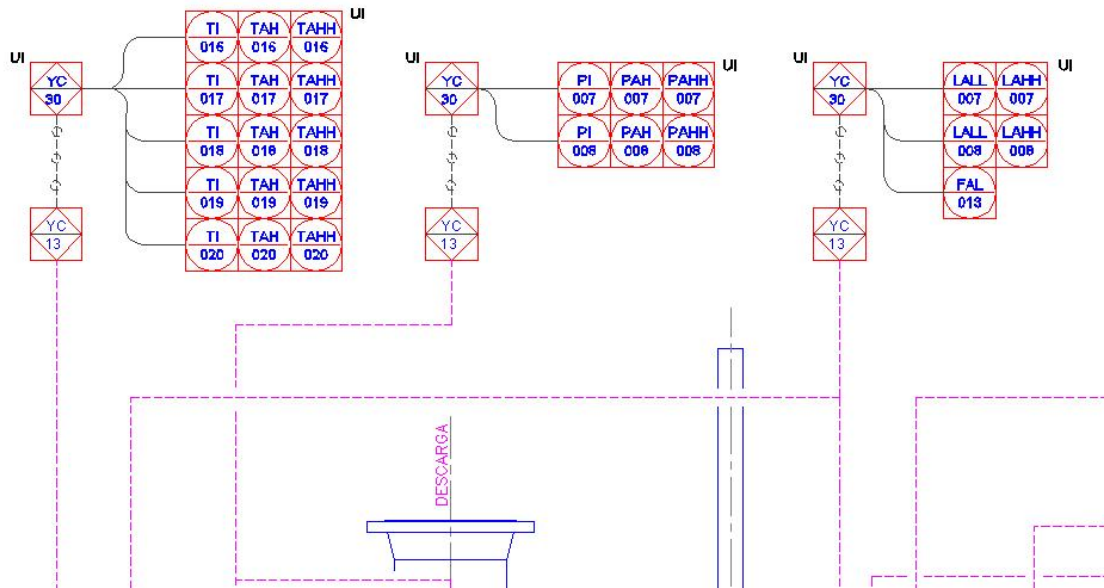 UI
UI
TI TAH TAHH
016 016 016
YC
30
TI TAH TAHH
017 017 017
TI TAH TAHH
018 018 018
TI TAH TAHH
019 019 019
TI TAH TAHH
020 020 020
YC
13
UI
YC
30
UI
PI PAH PAHH
007 007 007
PI PAH PAHH
008 008 008
YC
13
UI
YC
30
UI
LALL LAHH
007 007
LALL LAHH
008 008
FAL
013
YC
13
DESCARGA